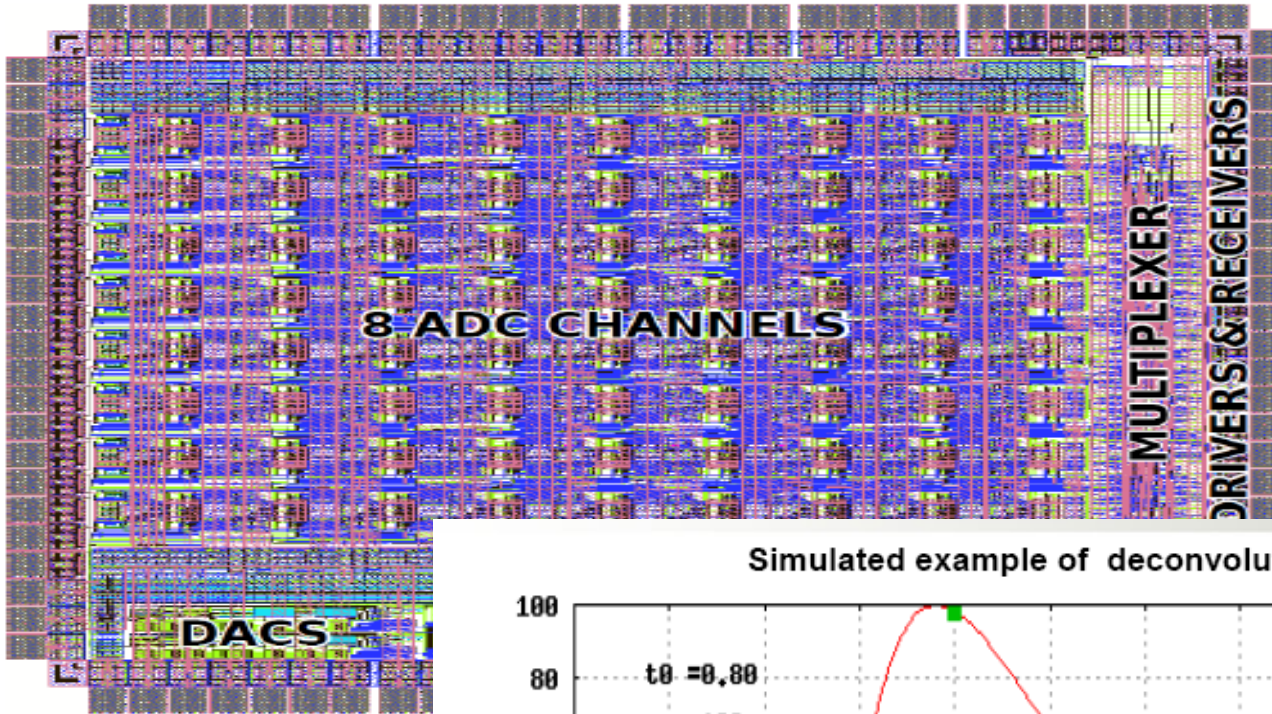 8 ADC CHANNELS
MULTIPLEXER
DRIVERS & RECEIVERS
DACS
Simulated example of deconvolu
100
80
t0 =0.80